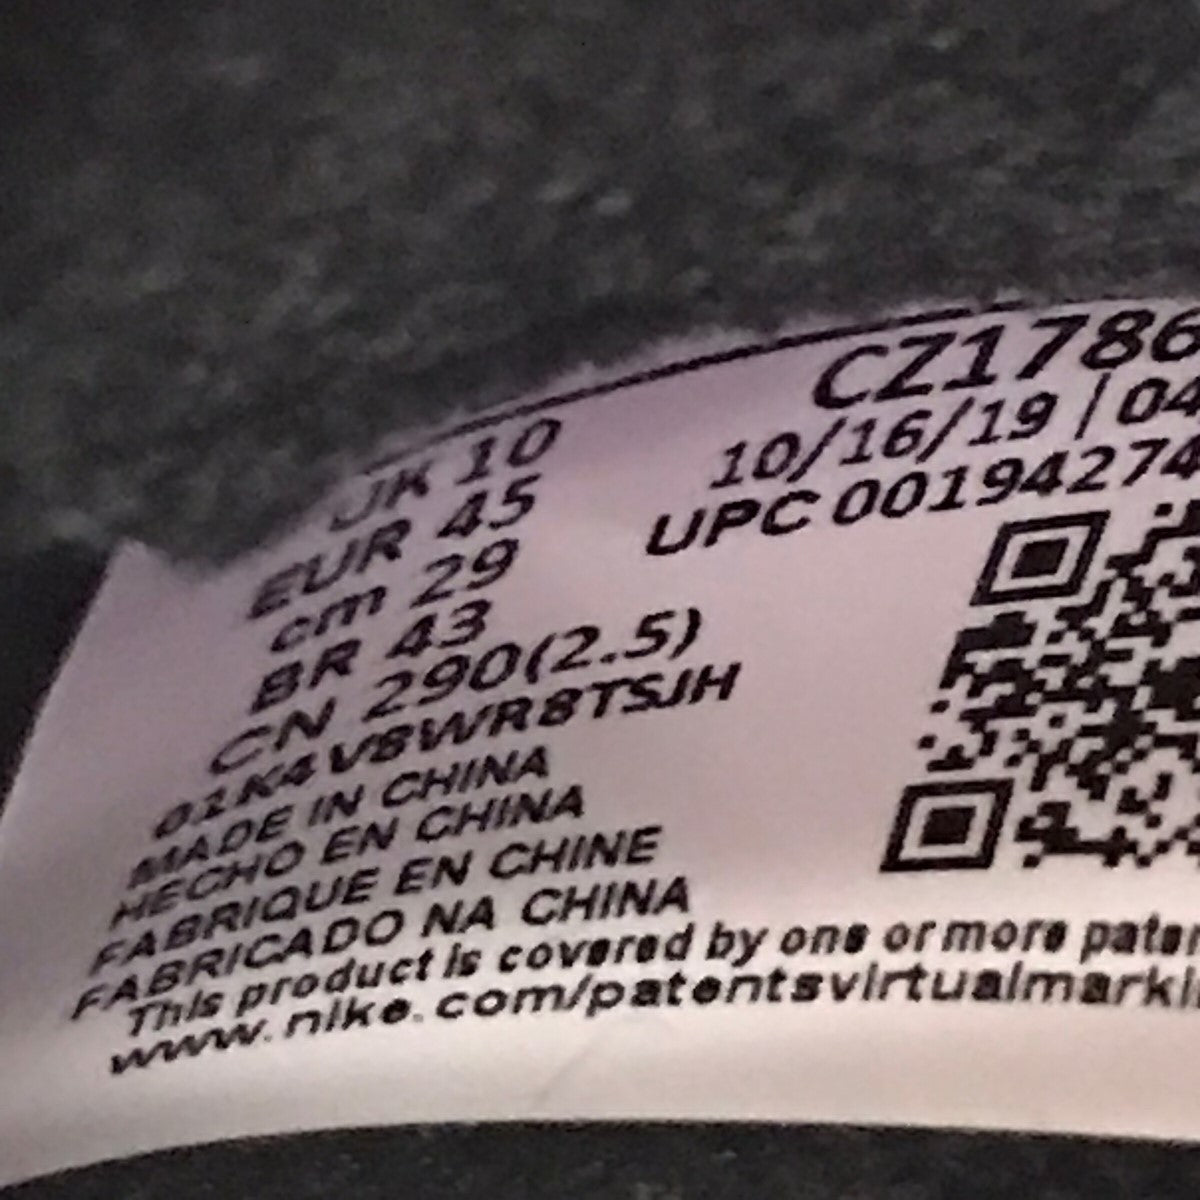 UK 10
EUR 45
cm 29
BR 43
CN 290(2.5)
01K4V8WR8TSJH
MADE IN CHINA
HECHO EN CHINA
FABRIQUE EN CHINE
FABRICADO NA CHINA
This product is covered by one or more paten
www.nike.com/patentsvirtualmarki
CZ1786
10/16/19 | 04
UPC 00194274